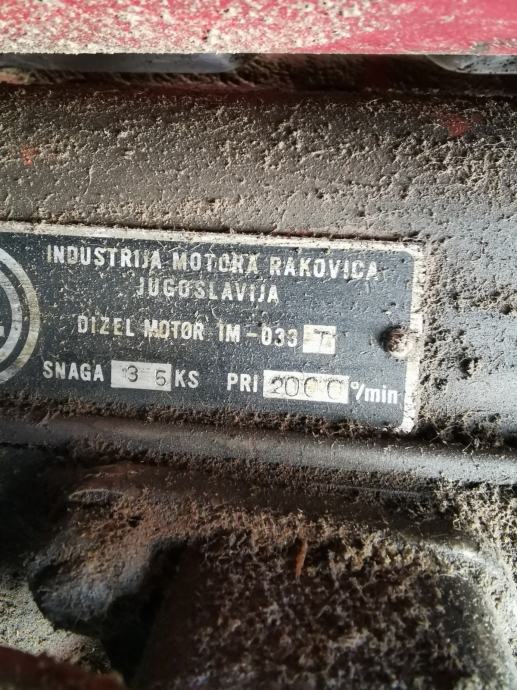 INDUSTRIJA MOTORA RAKOVICA
JUGOSLAVIJA
DIZEL MOTOR IM-033 T
SNAGA 35 KS PRI 2000 º/min